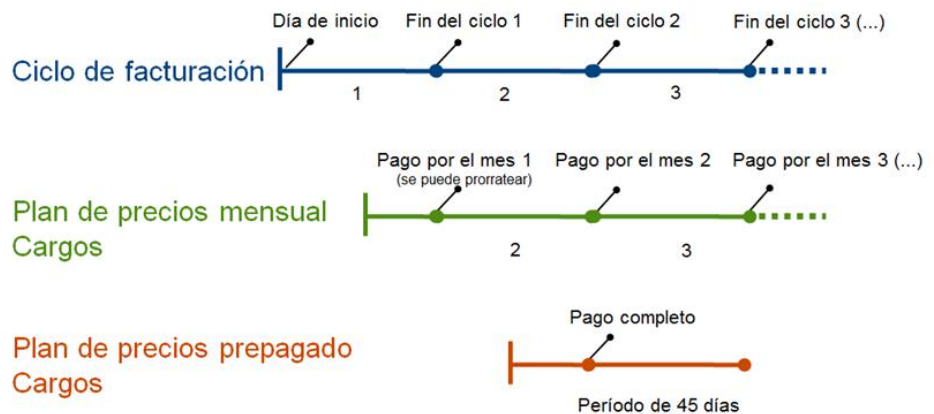 Día de inicio
Fin del ciclo 1
Fin del ciclo 2
Fin del ciclo 3 (...)
Ciclo de facturación
1
2
3
Pago por el mes 1
(se puede prorratear)
Pago por el mes 2
Pago por el mes 3 (...)
Plan de precios mensual
Cargos
2
3
Pago completo
Plan de precios prepagado
Cargos
Período de 45 días